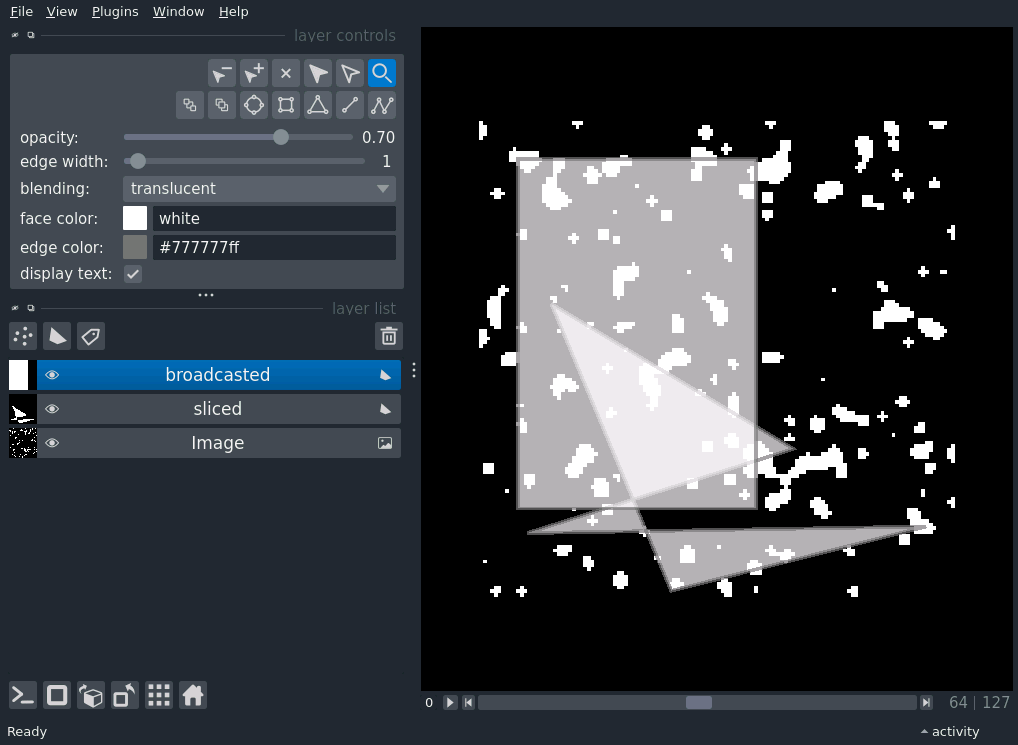 File View Plugins Window Help
layer controls
opacity: 0.70
edge width: 1
blending: translucent
face color: white
edge color: #777777ff
display text:
layer list
broadcasted
sliced
Image
0 64 | 127
Ready activity